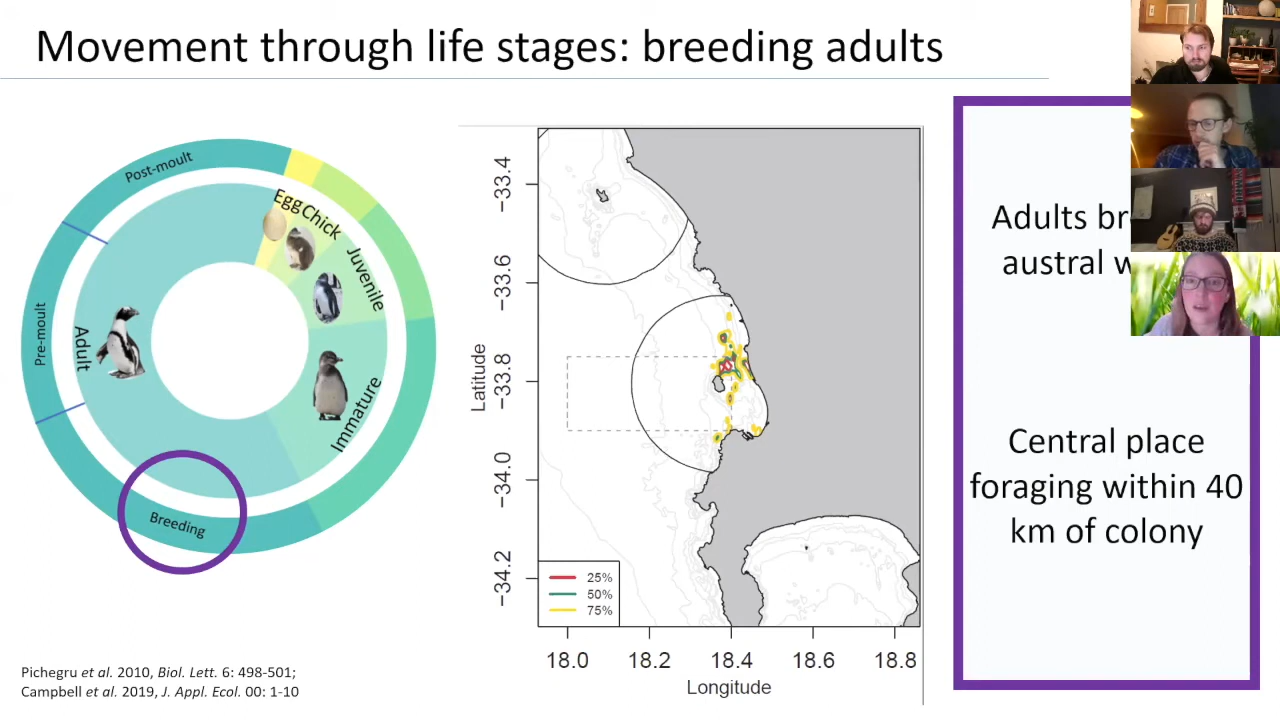 Movement through life stages: breeding adults
Post-moult
Egg
Chick
Juvenile
Pre-moult
Adult
Immature
Breeding
−33.4
−33.6
−33.8
−34.0
−34.2
Latitude
25%
50%
75%
18.0 18.2 18.4 18.6 18.8
Longitude
Adults br
austral w
Central place
foraging within 40
km of colony
Pichegru et al. 2010, Biol. Lett. 6: 498-501;
Campbell et al. 2019, J. Appl. Ecol. 00: 1-10